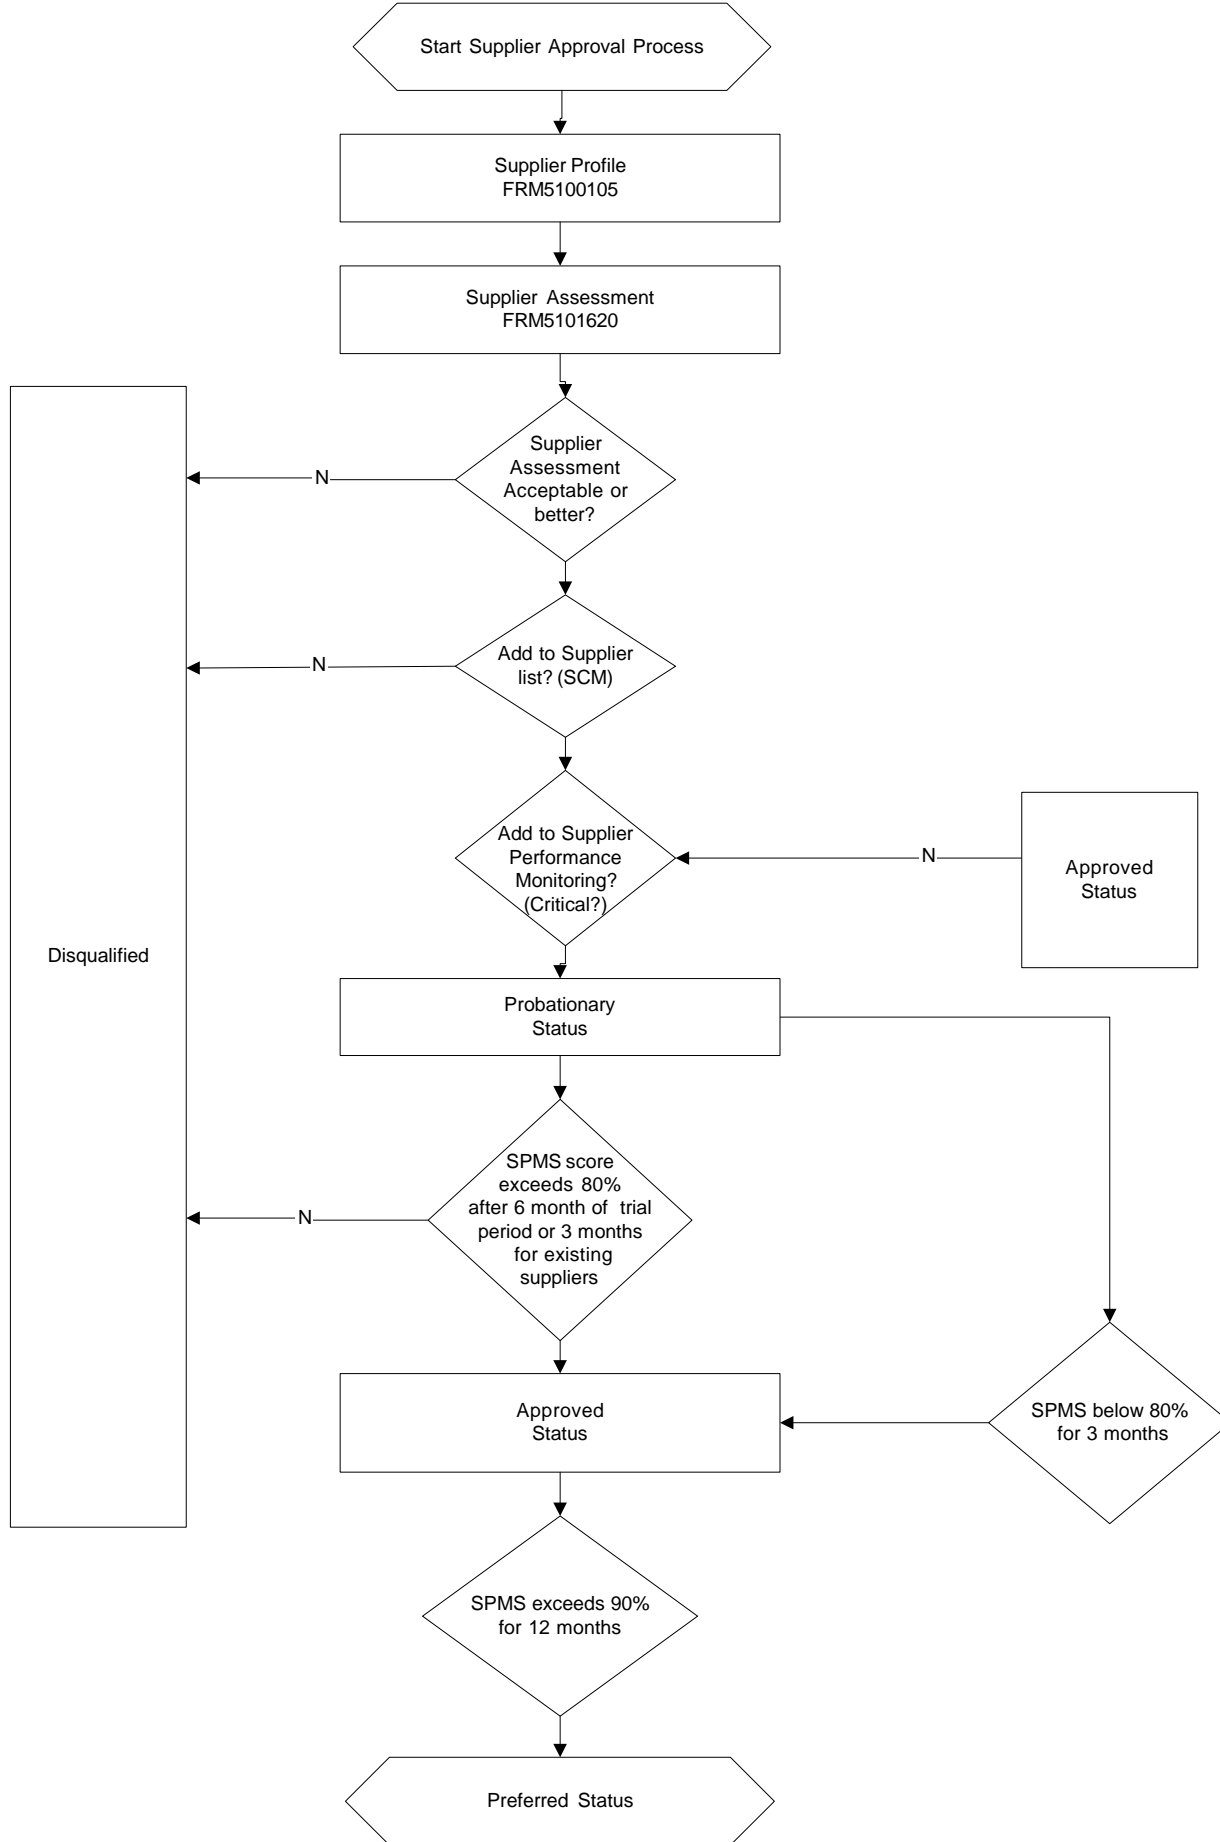 Start Supplier Approval Process
Supplier Profile
FRM5100105
Supplier Assessment
FRM5101620
Supplier
Assessment
Acceptable or
better?
N
Add to Supplier
list? (SCM)
N
Add to Supplier
Performance
Monitoring?
(Critical?)
N
Approved
Status
Disqualified
Probationary
Status
SPMS score
exceeds 80%
after 6 month of trial
period or 3 months
for existing
suppliers
N
Approved
Status
SPMS below 80%
for 3 months
SPMS exceeds 90%
for 12 months
Preferred Status